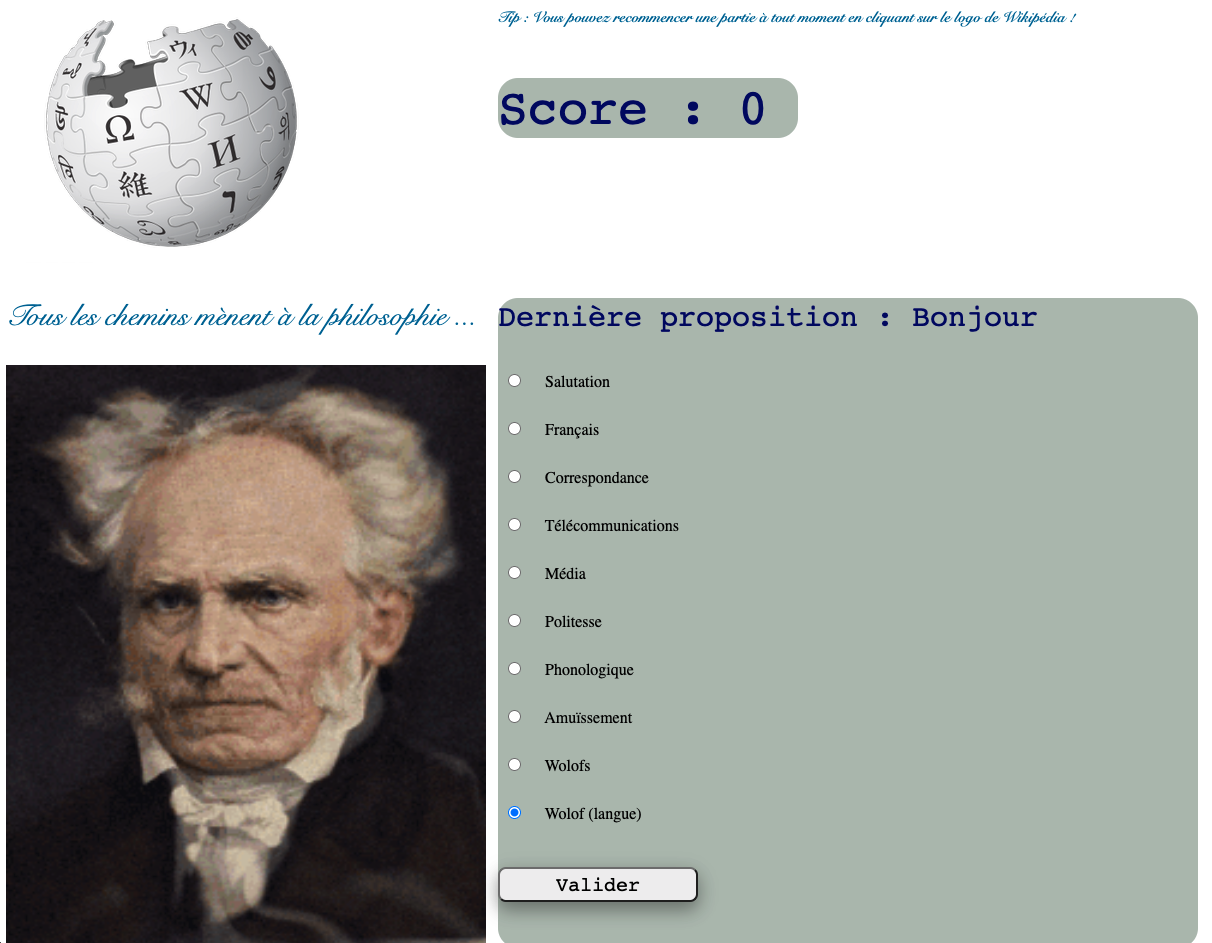 Tip : Vous pouvez recommencer une partie à tout moment en cliquant sur le logo de Wikipédia !
Score : 0
Ω W И
維
Tous les chemins mènent à la philosophie ...
Dernière proposition : Bonjour
Salutation
Français
Correspondance
Télécommunications
Média
Politesse
Phonologique
Amuïssement
Wolofs
Wolof (langue)
Valider